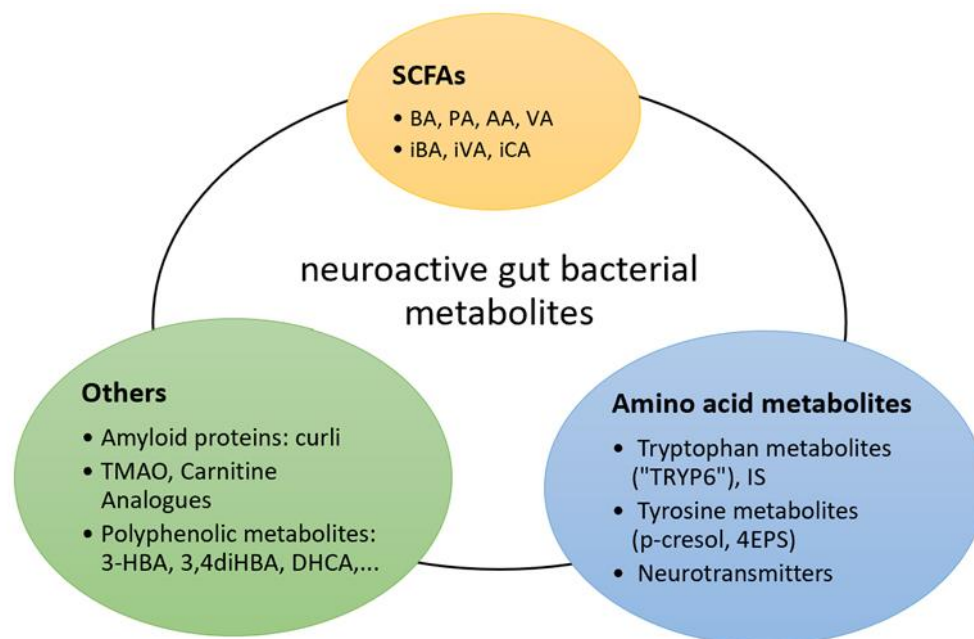 SCFAs
• BA, PA, AA, VA
• iBA, iVA, iCA
neuroactive gut bacterial
metabolites
Others
• Amyloid proteins: curli
• TMAO, Carnitine
Analogues
• Polyphenolic metabolites:
3-HBA, 3,4diHBA, DHCA,...
Amino acid metabolites
• Tryptophan metabolites
("TRYP6"), IS
• Tyrosine metabolites
(p-cresol, 4EPS)
• Neurotransmitters